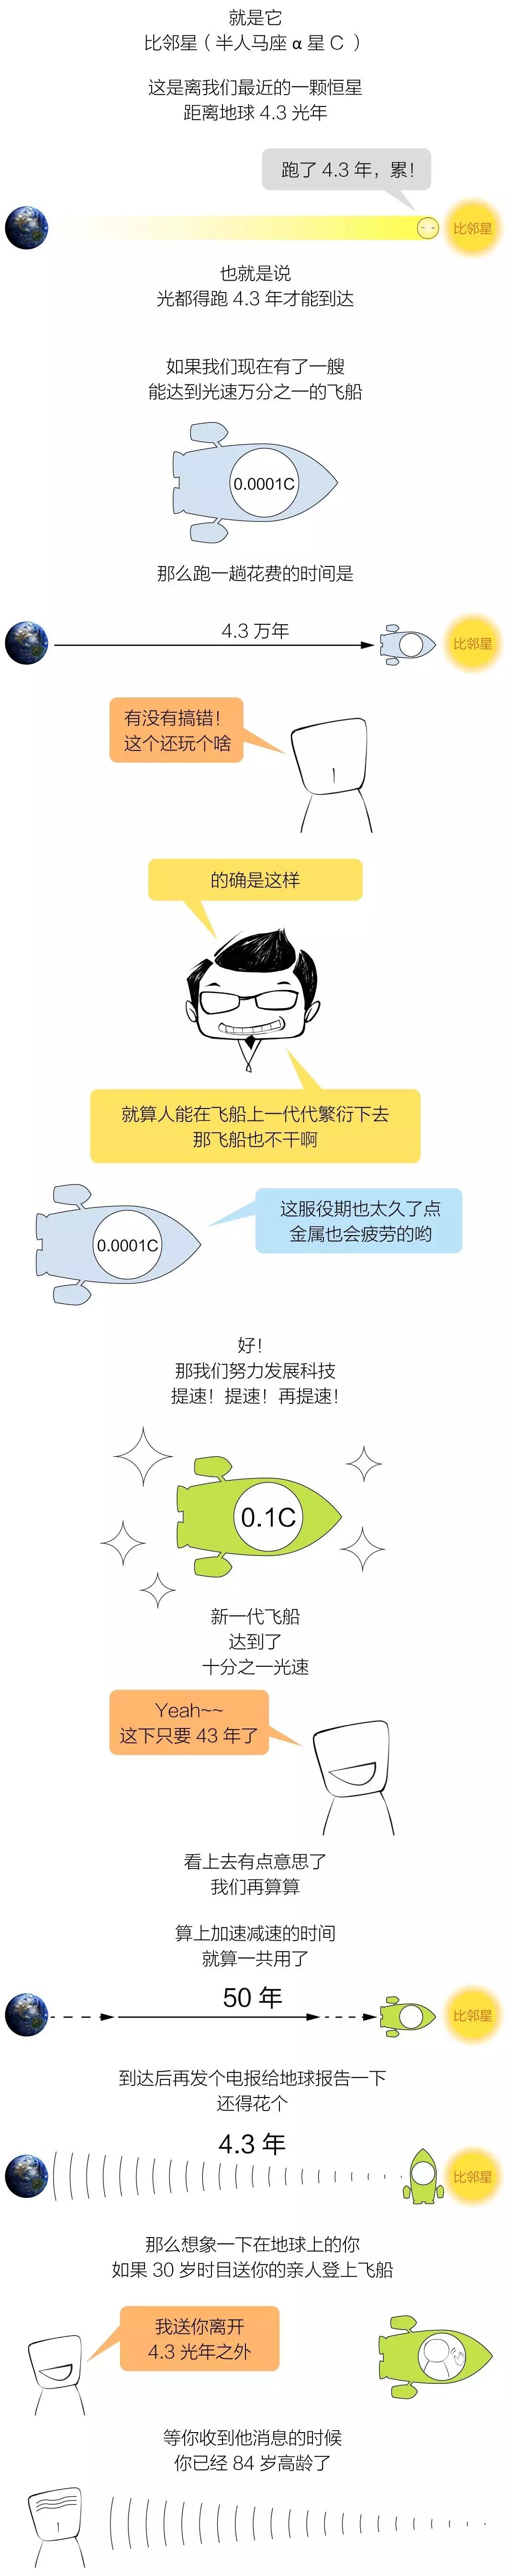 就是它
比邻星（半人马座 α 星 C ）
这是离我们最近的一颗恒星
距离地球 4.3 光年
跑了 4.3 年，累！
比邻星
也就是说
光都得跑 4.3 年才能到达
如果我们现在有了一艘
能达到光速万分之一的飞船
0.0001C
那么跑一趟花费的时间是
4.3 万年
比邻星
有没有搞错！
这个还玩个啥
的确是这样
就算人能在飞船上一代代繁衍下去
那飞船也不干啊
这服役期也太久了点
金属也会疲劳的哟
0.0001C
好！
那我们努力发展科技
提速！提速！再提速！
0.1C
新一代飞船
达到了
十分之一光速
Yeah~~
这下只要 43 年了
看上去有点意思了
我们再算算
算上加速减速的时间
就算一共用了
50 年
比邻星
到达后再发个电报给地球报告一下
还得花个
4.3 年
比邻星
那么想象一下在地球上的你
如果 30 岁时目送你的亲人登上飞船
我送你离开
4.3 光年之外
等你收到他消息的时候
你已经 84 岁高龄了